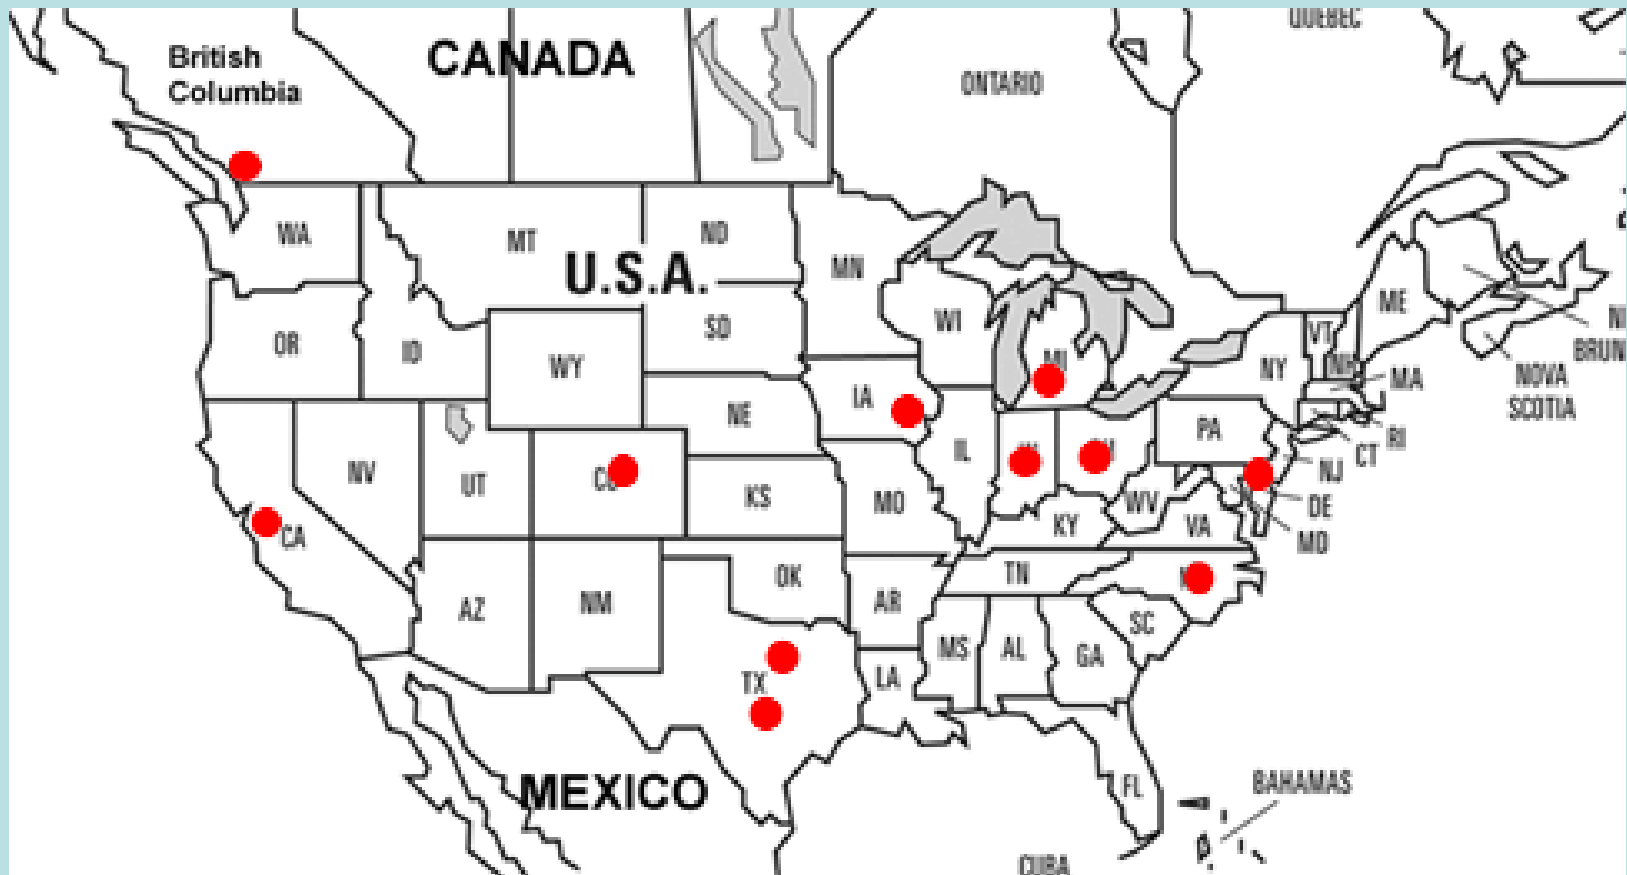 QUEBEC
British
Columbia
CANADA
ONTARIO
WA
MT
ND
MN
U.S.A.
ME
OR
ID
WY
SD
WI
MI
NY
VT
NH
MA
NOVA
SCOTIA
IA
NE
PA
RI
CT
NJ
NV
UT
KS
IL
MO
WV
KY
VA
DE
MD
CA
AZ
NM
OK
AR
TN
SC
MS
AL
GA
TX
LA
MEXICO
FL
BAHAMAS
CUBA